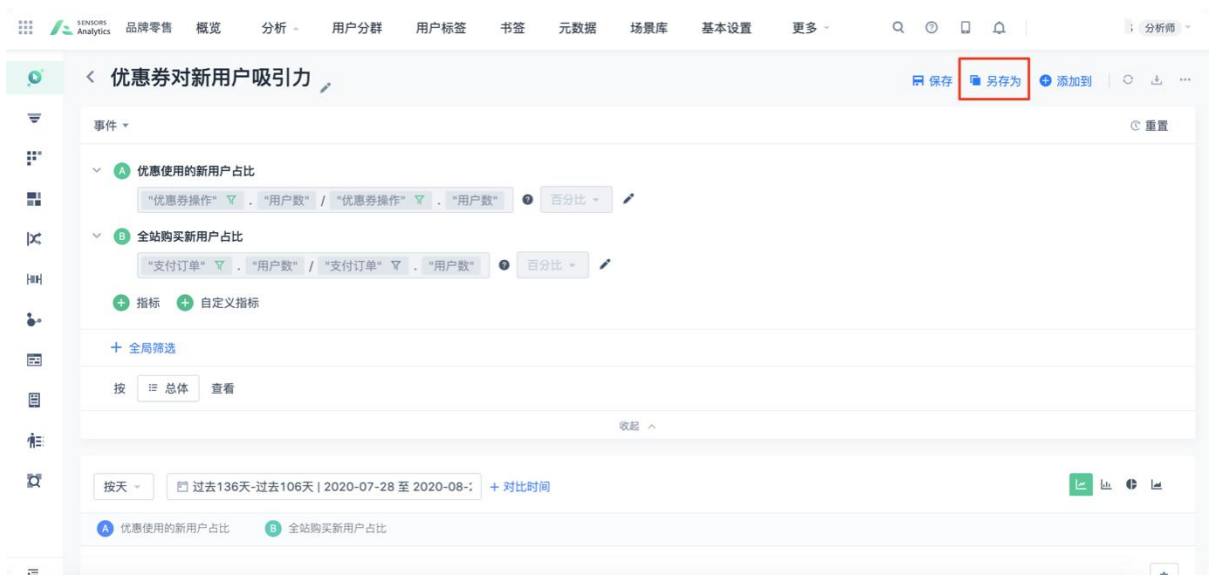 SENSORS Analytics 品牌零售 概览 分析 用户分群 用户标签 书签 元数据 场景库 基本设置 更多 分析师
优惠券对新用户吸引力 保存 另存为 添加到
事件 重置
A 优惠使用的新用户占比
"优惠券操作" . "用户数" / "优惠券操作" . "用户数" 百分比
B 全站购买新用户占比
"支付订单" . "用户数" / "支付订单" . "用户数" 百分比
指标 自定义指标
全局筛选
按 总体 查看
收起
按天 过去136天-过去106天 | 2020-07-28 至 2020-08- + 对比时间
A 优惠使用的新用户占比 B 全站购买新用户占比